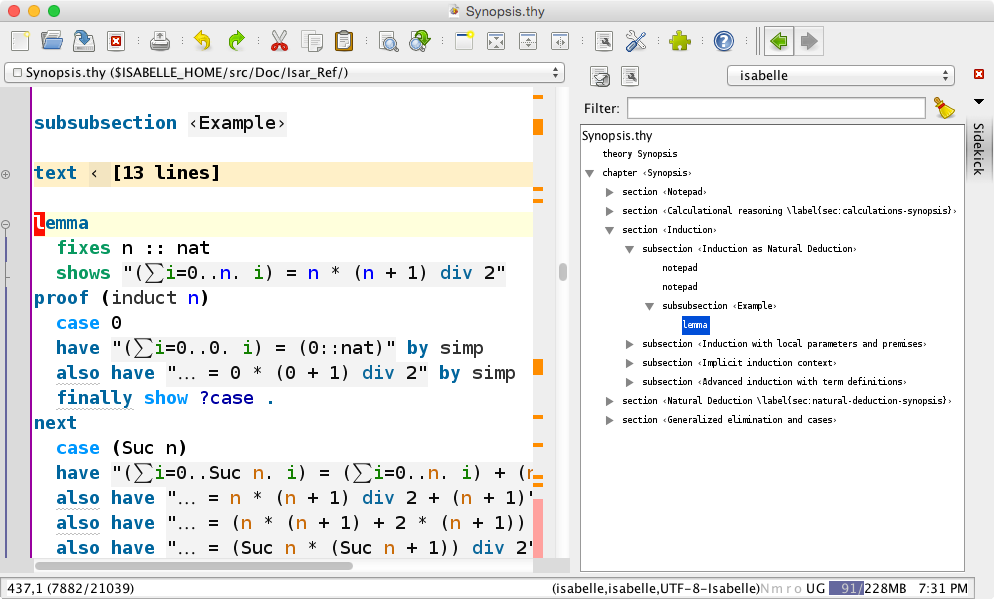 Synopsis.thy
Synopsis.thy ($ISABELLE_HOME/src/Doc/Isar_Ref/)
subsubsection ‹Example›
text ‹ [13 lines]
lemma
fixes n :: nat
shows "(∑i=0..n. i) = n * (n + 1) div 2"
proof (induct n)
case 0
have "(∑i=0..0. i) = (0::nat)" by simp
also have "... = 0 * (0 + 1) div 2" by simp
finally show ?case .
next
case (Suc n)
have "(∑i=0..Suc n. i) = (∑i=0..n. i) + (n
also have "... = n * (n + 1) div 2 + (n + 1)"
also have "... = (n * (n + 1) + 2 * (n + 1))
also have "... = (Suc n * (Suc n + 1)) div 2"
isabelle
Filter:
Synopsis.thy
theory Synopsis
chapter ‹Synopsis›
section ‹Notepad›
section ‹Calculational reasoning \label{sec:calculations-synopsis}›
section ‹Induction›
subsection ‹Induction as Natural Deduction›
notepad
notepad
subsubsection ‹Example›
lemma
subsection ‹Induction with local parameters and premises›
subsection ‹Implicit induction context›
subsection ‹Advanced induction with term definitions›
section ‹Natural Deduction \label{sec:natural-deduction-synopsis}›
section ‹Generalized elimination and cases›
Sidekick
437,1 (7882/21039)
(isabelle,isabelle,UTF-8-Isabelle)N m r o UG 91/228MB 7:31 PM